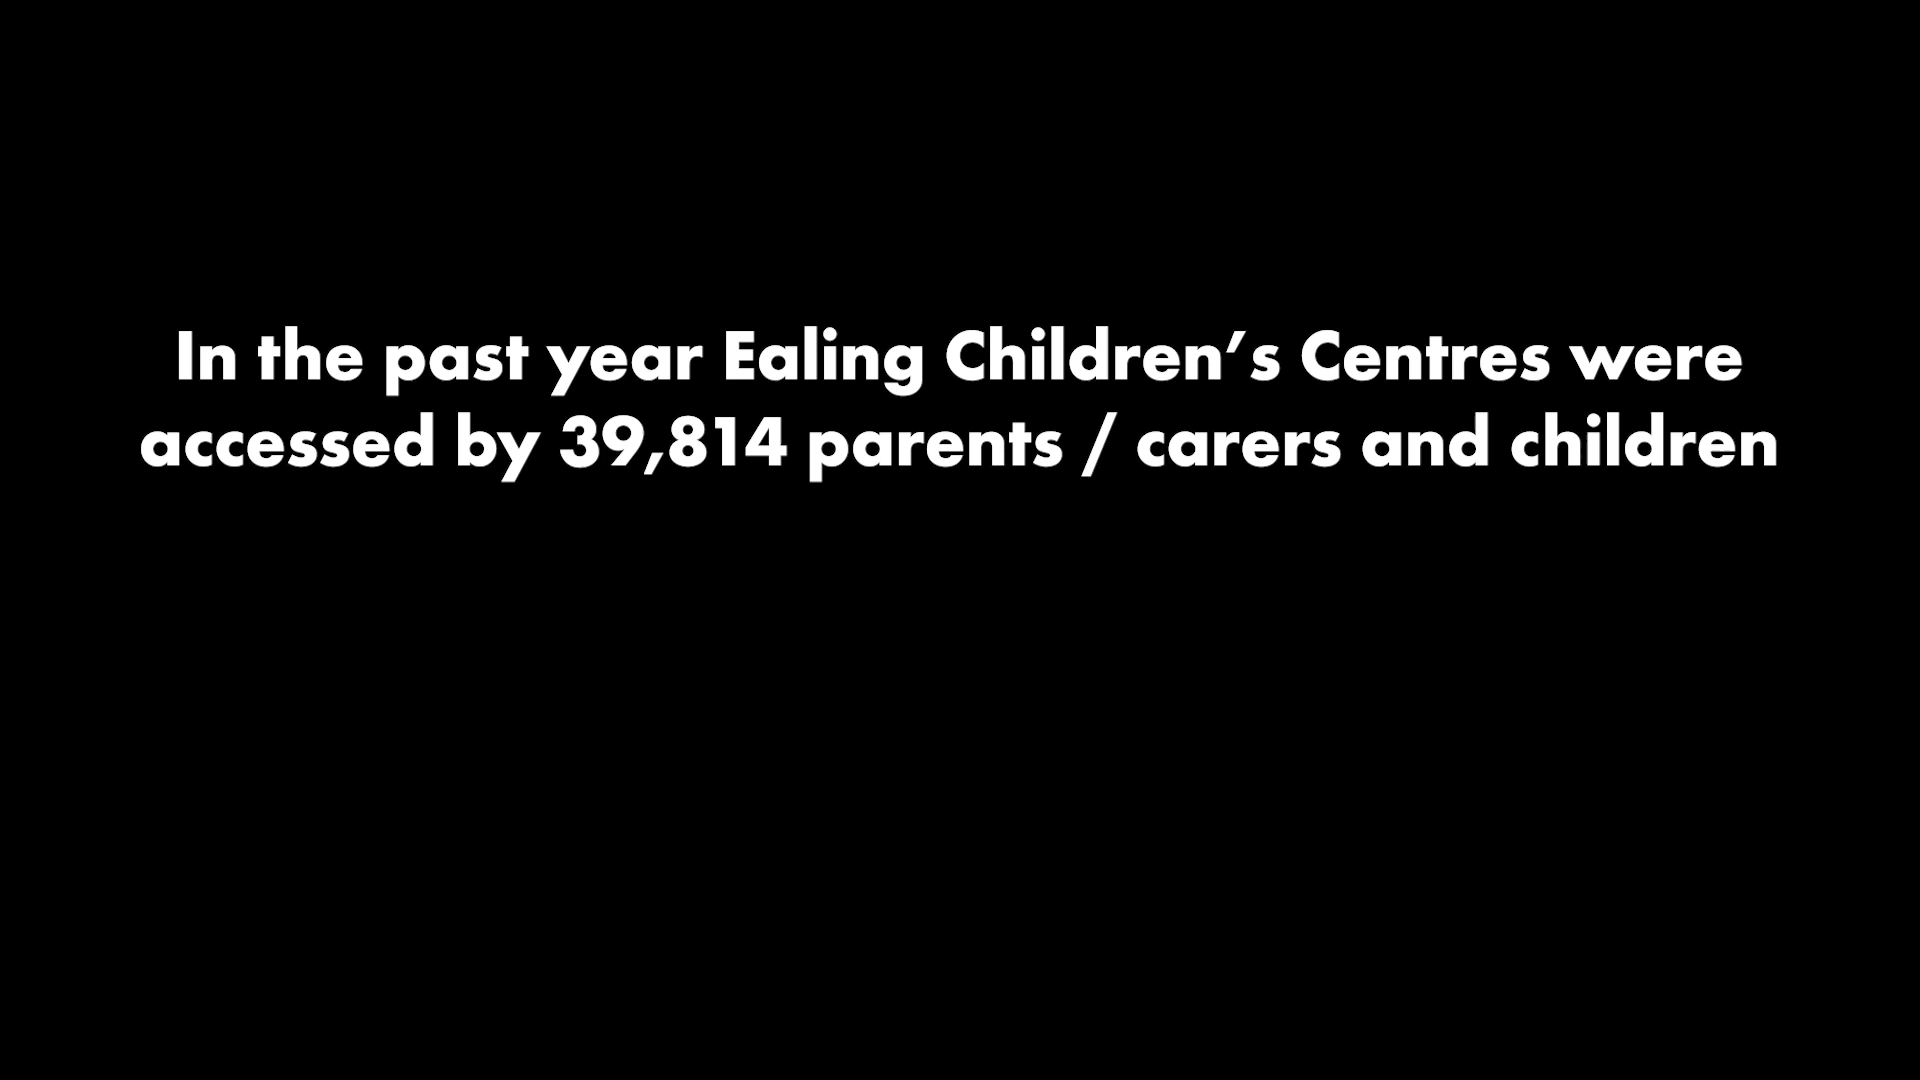 In the past year Ealing Children’s Centres were
accessed by 39,814 parents / carers and children